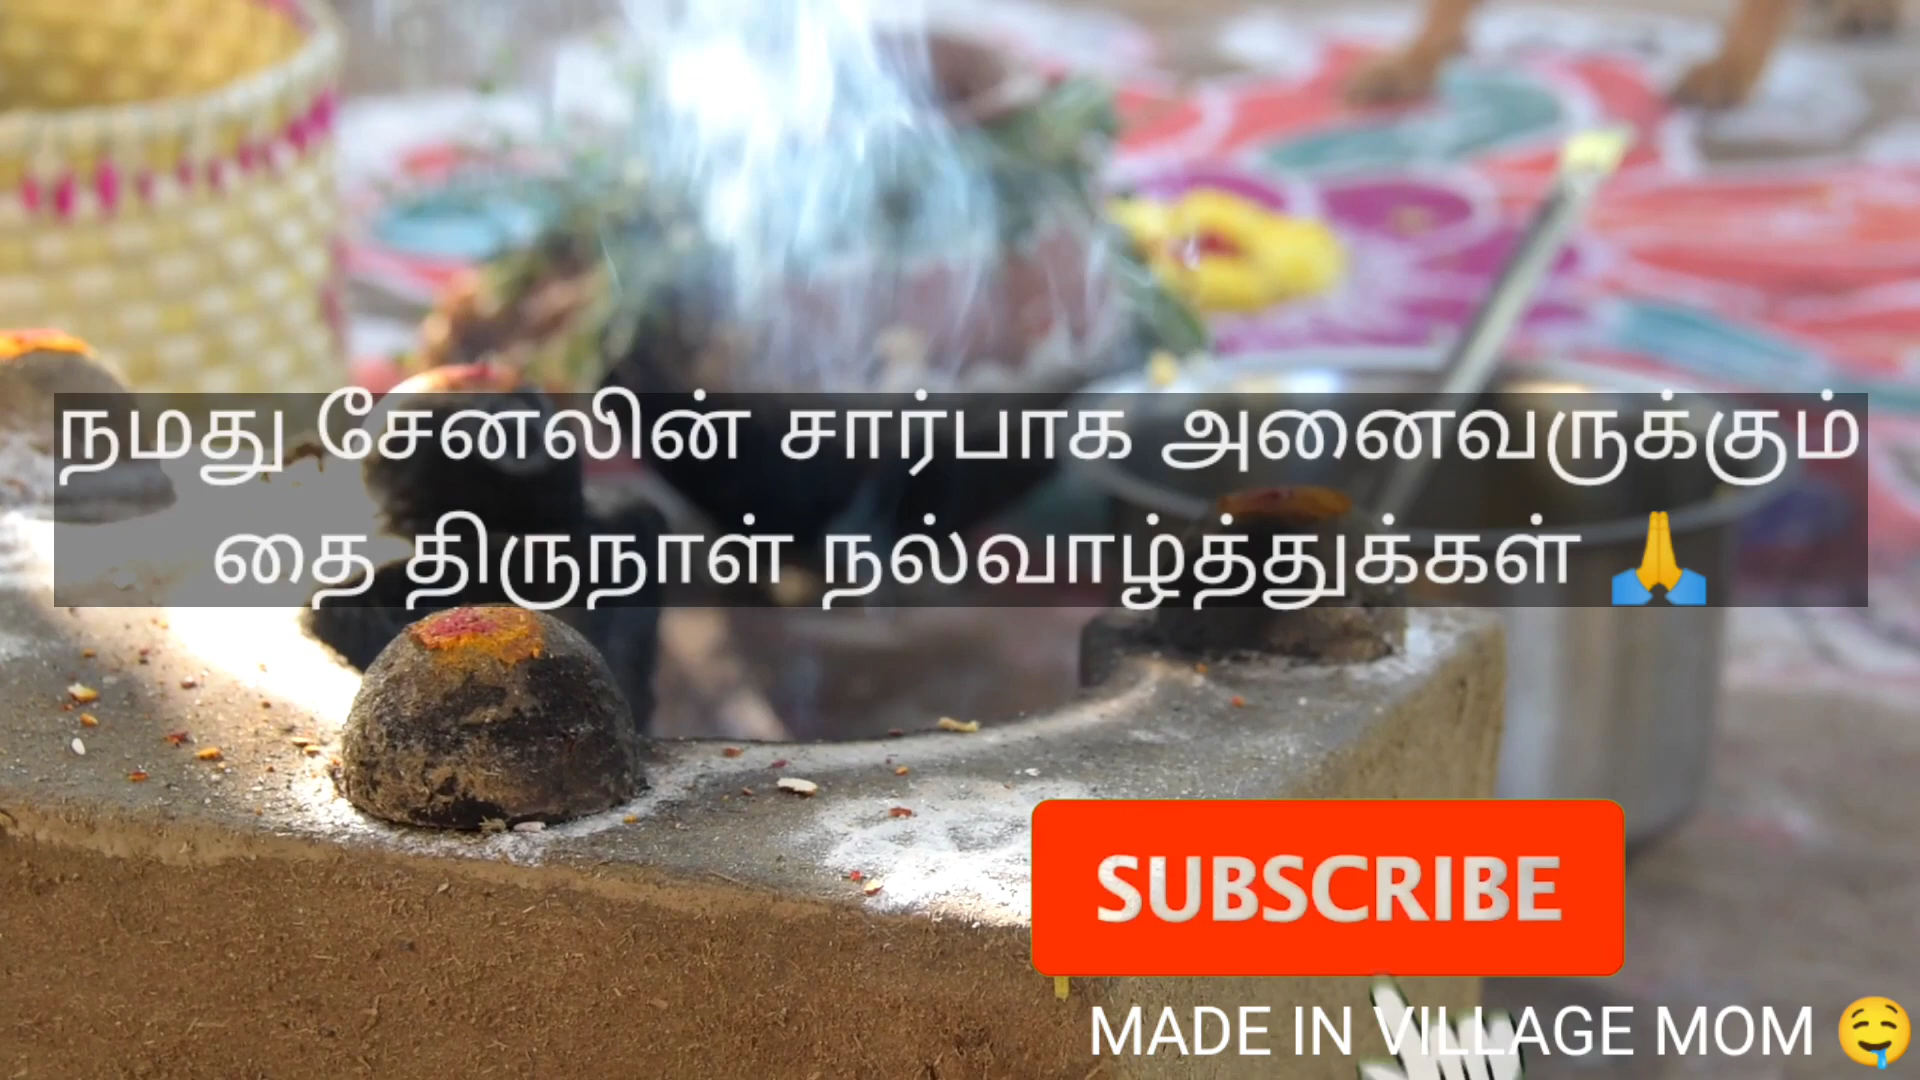 நமது சேனலின் சார்பாக அனைவருக்கும்
தை திருநாள் நல்வாழ்த்துக்கள் 🙏
SUBSCRIBE
MADE IN VILLAGE MOM 🤤